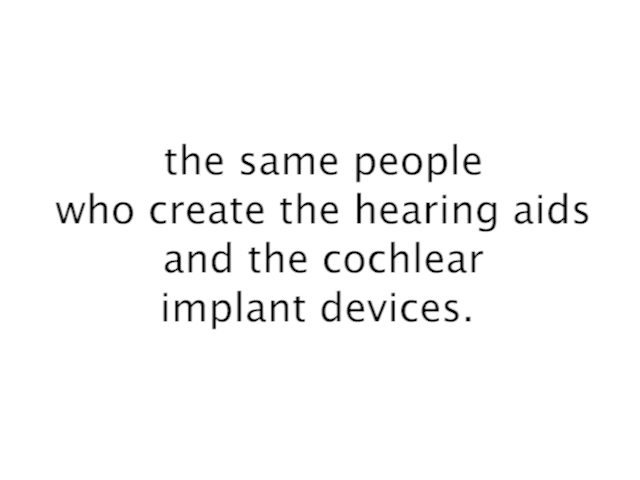 the same people
who create the hearing aids
and the cochlear
implant devices.